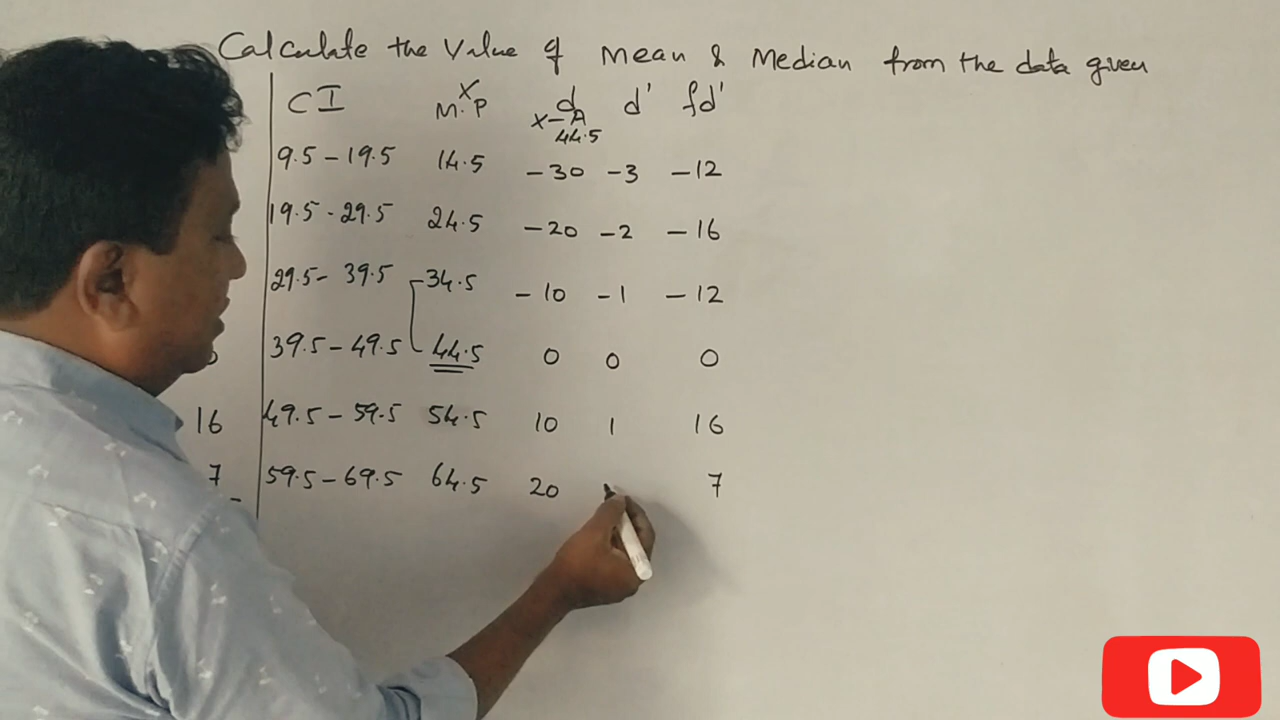 Calculate the Value of Mean & Median from the data given
CI X M.P d X-A 44.5 d' fd'
9.5 - 19.5 14.5 -30 -3 -12
19.5 - 29.5 24.5 -20 -2 -16
29.5 - 39.5 34.5 -10 -1 -12
39.5 - 49.5 44.5 0 0 0
16 49.5 - 59.5 54.5 10 1 16
7 59.5 - 69.5 64.5 20 7